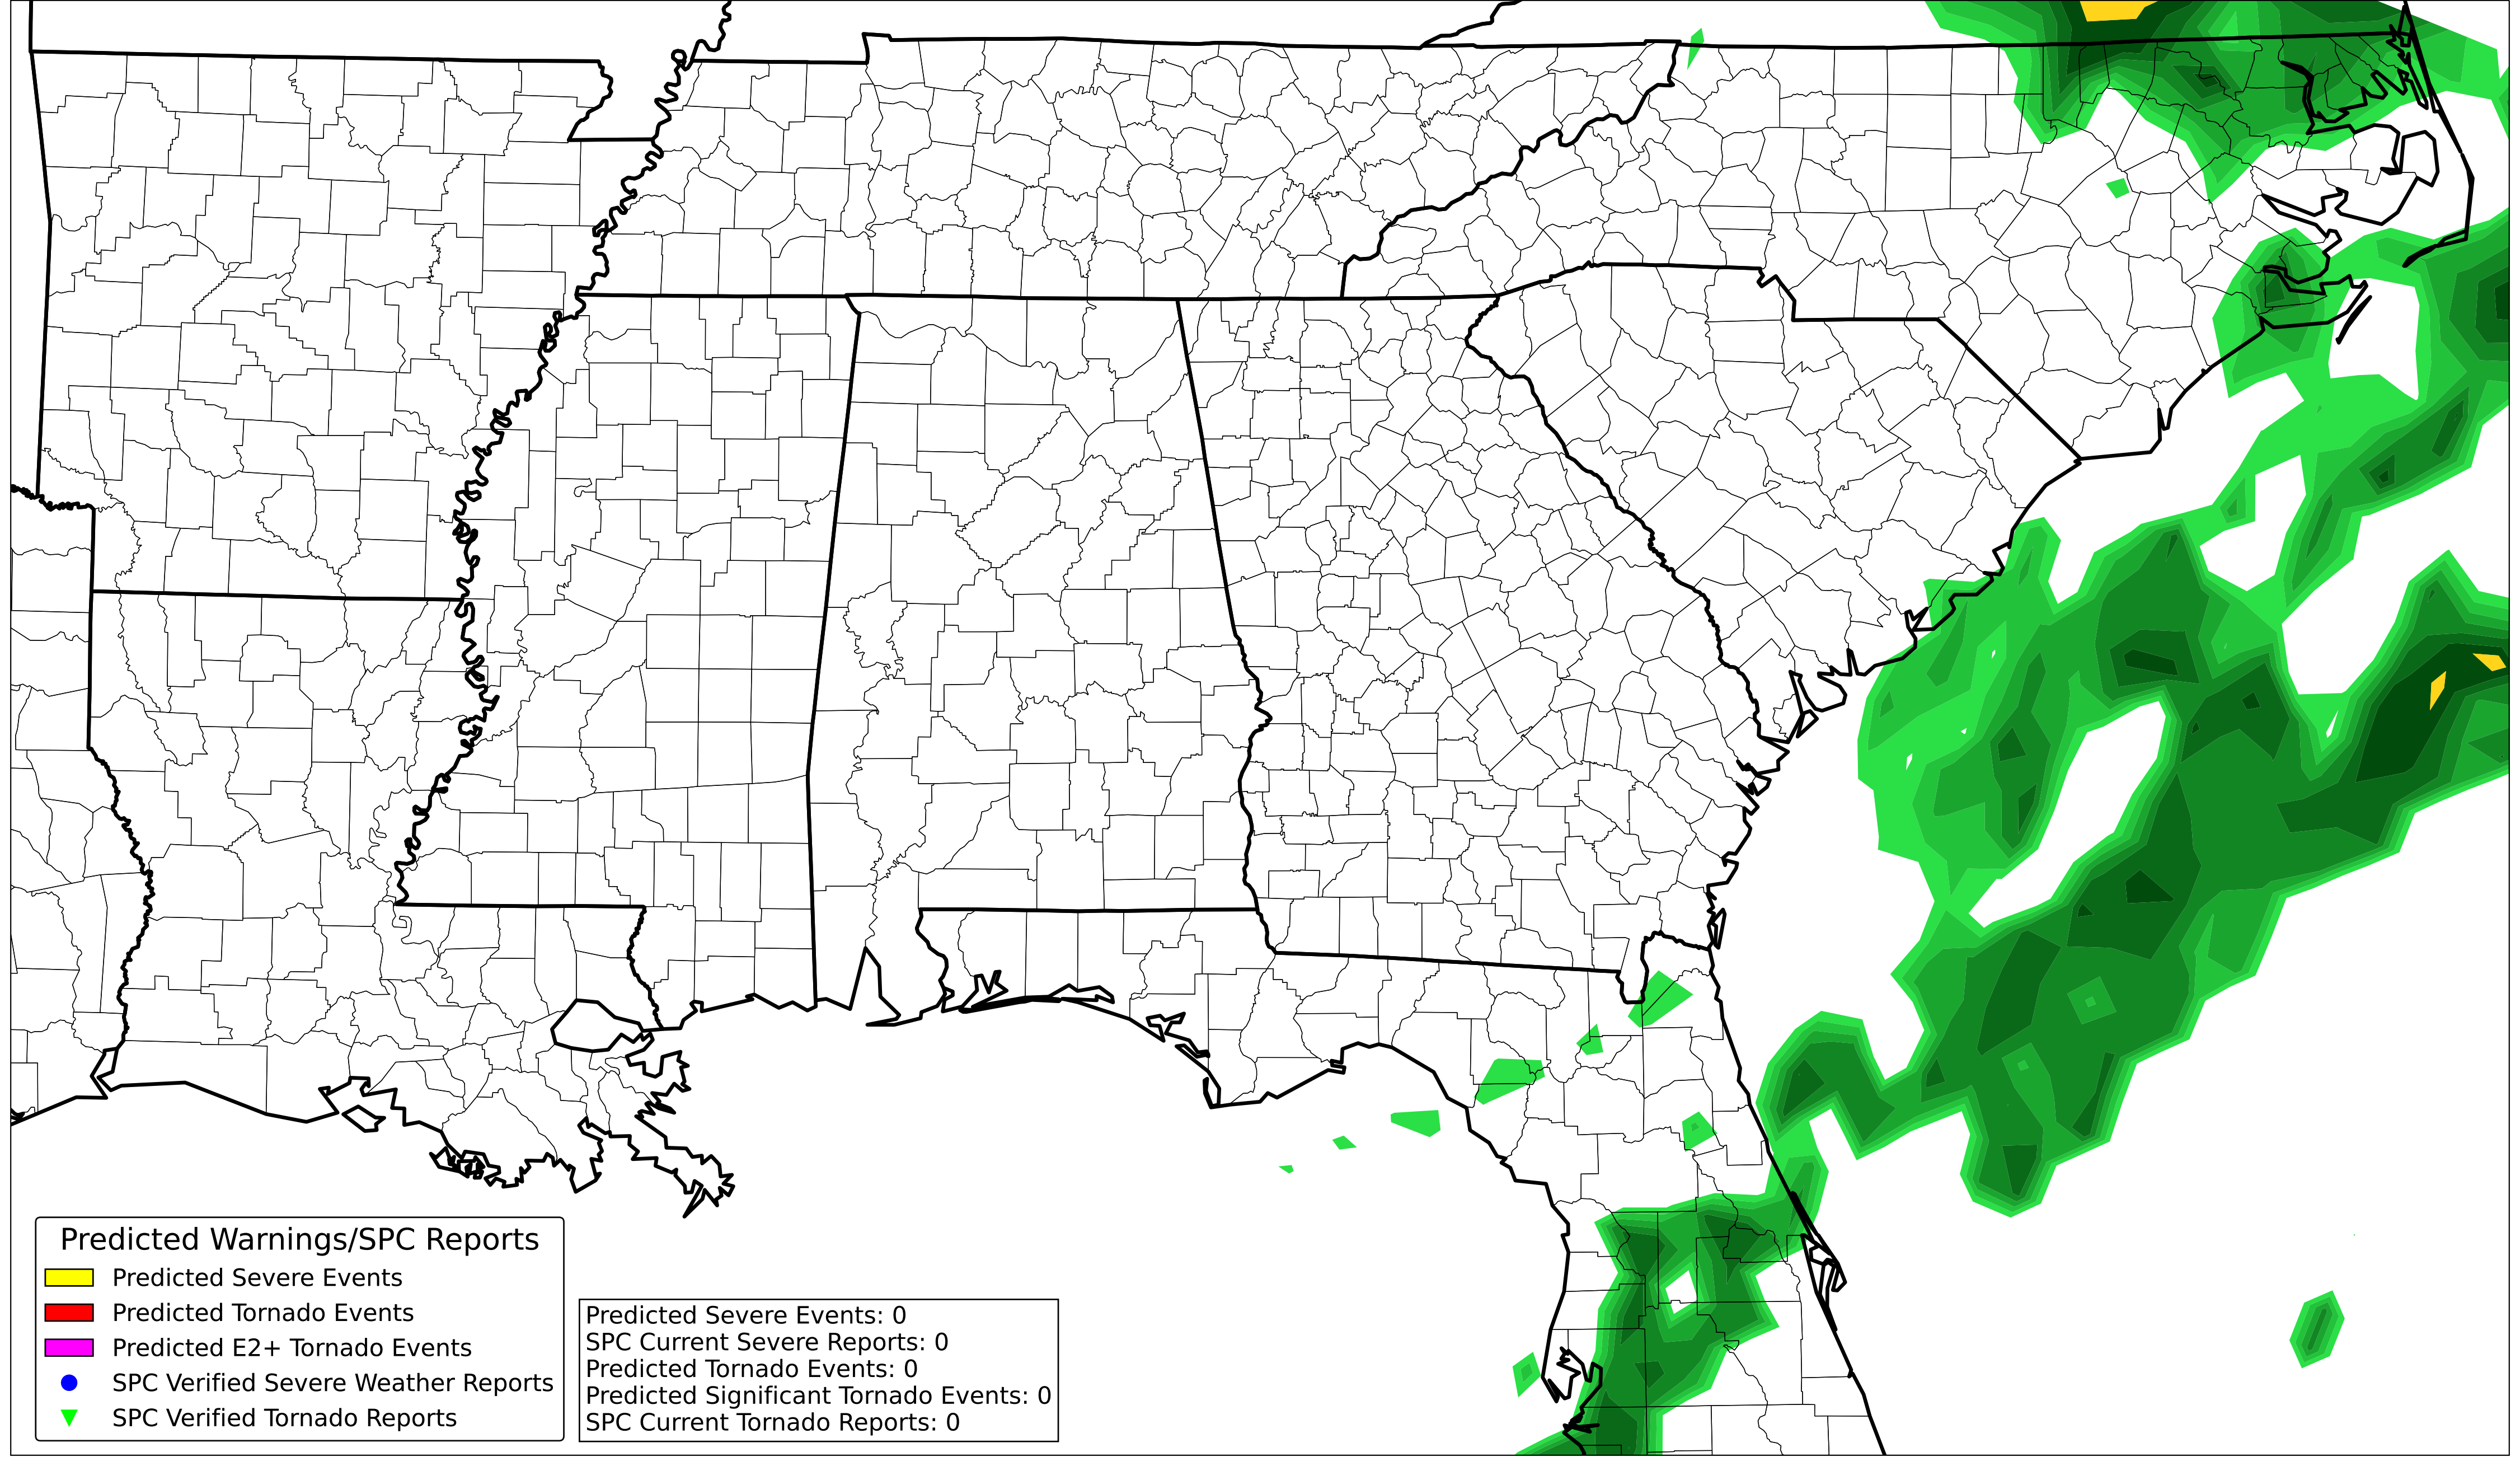 Predicted Warnings/SPC Reports
Predicted Severe Events
Predicted Tornado Events
Predicted E2+ Tornado Events
SPC Verified Severe Weather Reports
SPC Verified Tornado Reports
Predicted Severe Events: 0
SPC Current Severe Reports: 0
Predicted Tornado Events: 0
Predicted Significant Tornado Events: 0
SPC Current Tornado Reports: 0